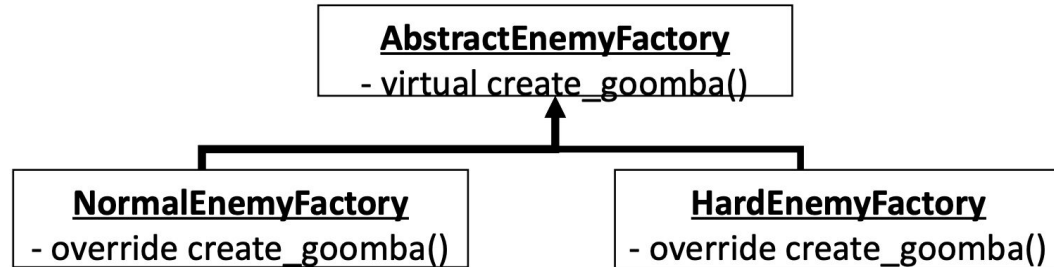 AbstractEnemyFactory
- virtual create_goomba()
NormalEnemyFactory
- override create_goomba()
HardEnemyFactory
- override create_goomba()